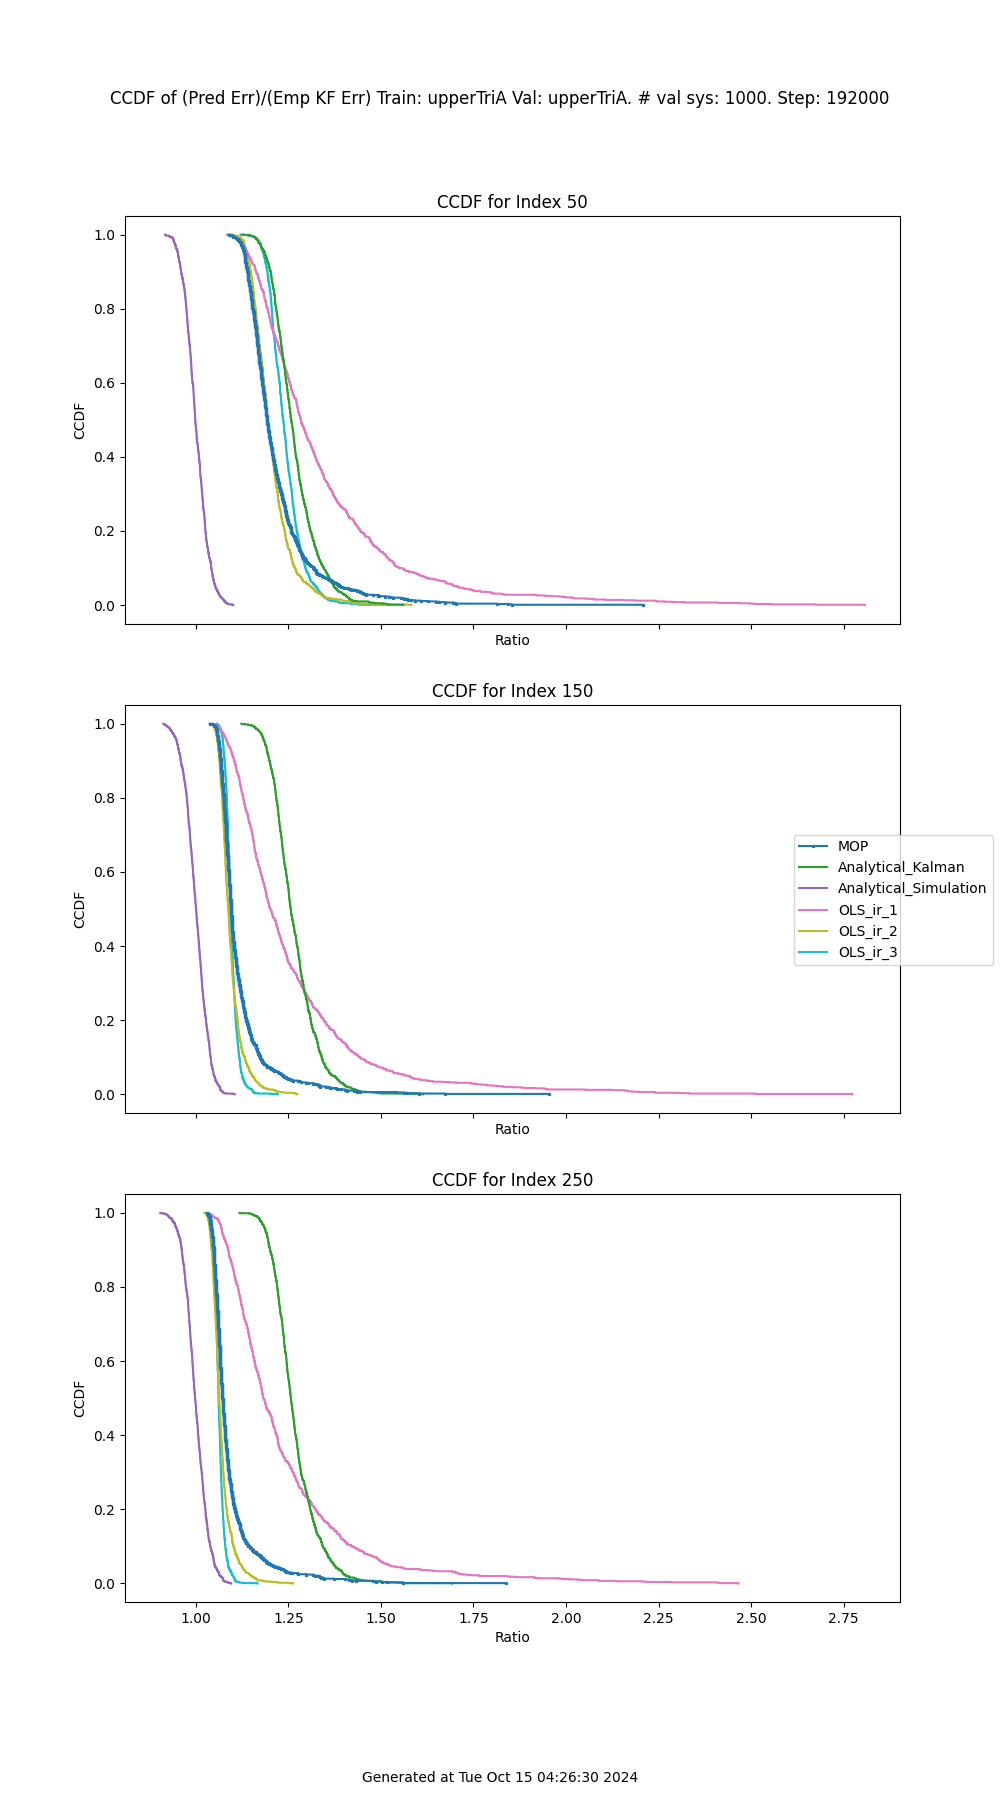 CCDF of (Pred Err)/(Emp KF Err) Train: upperTriA Val: upperTriA. # val sys: 1000. Step: 192000
CCDF for Index 50
1.0
0.8
0.6
0.4
0.2
0.0
CCDF
Ratio
CCDF for Index 150
1.0
0.8
0.6
0.4
0.2
0.0
CCDF
Ratio
MOP
Analytical_Kalman
Analytical_Simulation
OLS_ir_1
OLS_ir_2
OLS_ir_3
CCDF for Index 250
1.0
0.8
0.6
0.4
0.2
0.0
CCDF
1.00 1.25 1.50 1.75 2.00 2.25 2.50 2.75
Ratio
Generated at Tue Oct 15 04:26:30 2024